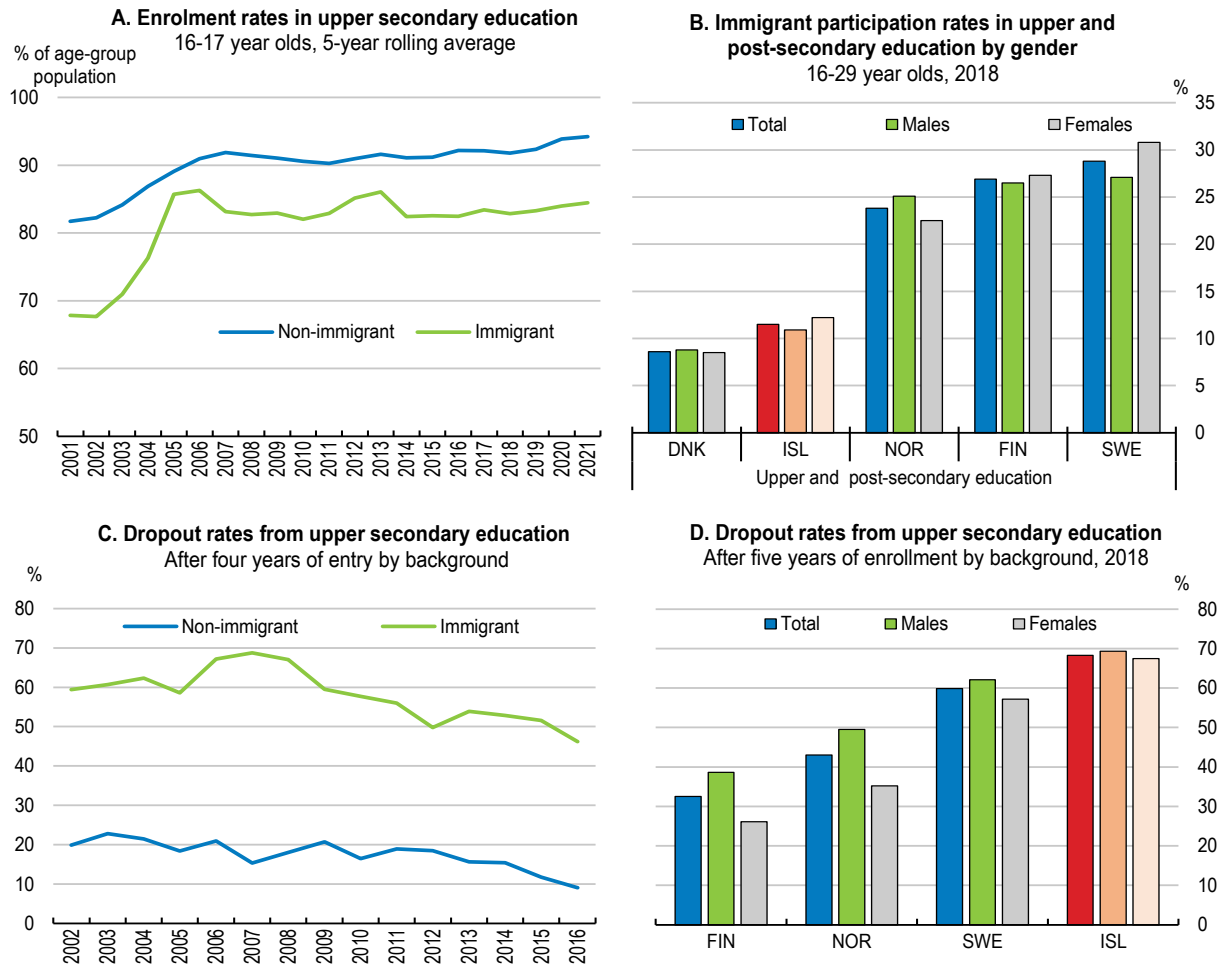 A. Enrolment rates in upper secondary education
16-17 year olds, 5-year rolling average
% of age-group
population
100
90
80
70
60
50
Non-immigrant
Immigrant
2001
2002
2003
2004
2005
2006
2007
2008
2009
2010
2011
2012
2013
2014
2015
2016
2017
2018
2019
2020
2021
B. Immigrant participation rates in upper and
post-secondary education by gender
16-29 year olds, 2018
%
35
30
25
20
15
10
5
0
Total
Males
Females
DNK
ISL
NOR
FIN
SWE
Upper and post-secondary education
C. Dropout rates from upper secondary education
After four years of entry by background
%
80
70
60
50
40
30
20
10
0
Non-immigrant
Immigrant
2002
2003
2004
2005
2006
2007
2008
2009
2010
2011
2012
2013
2014
2015
2016
D. Dropout rates from upper secondary education
After five years of enrollment by background, 2018
%
80
70
60
50
40
30
20
10
0
Total
Males
Females
FIN
NOR
SWE
ISL